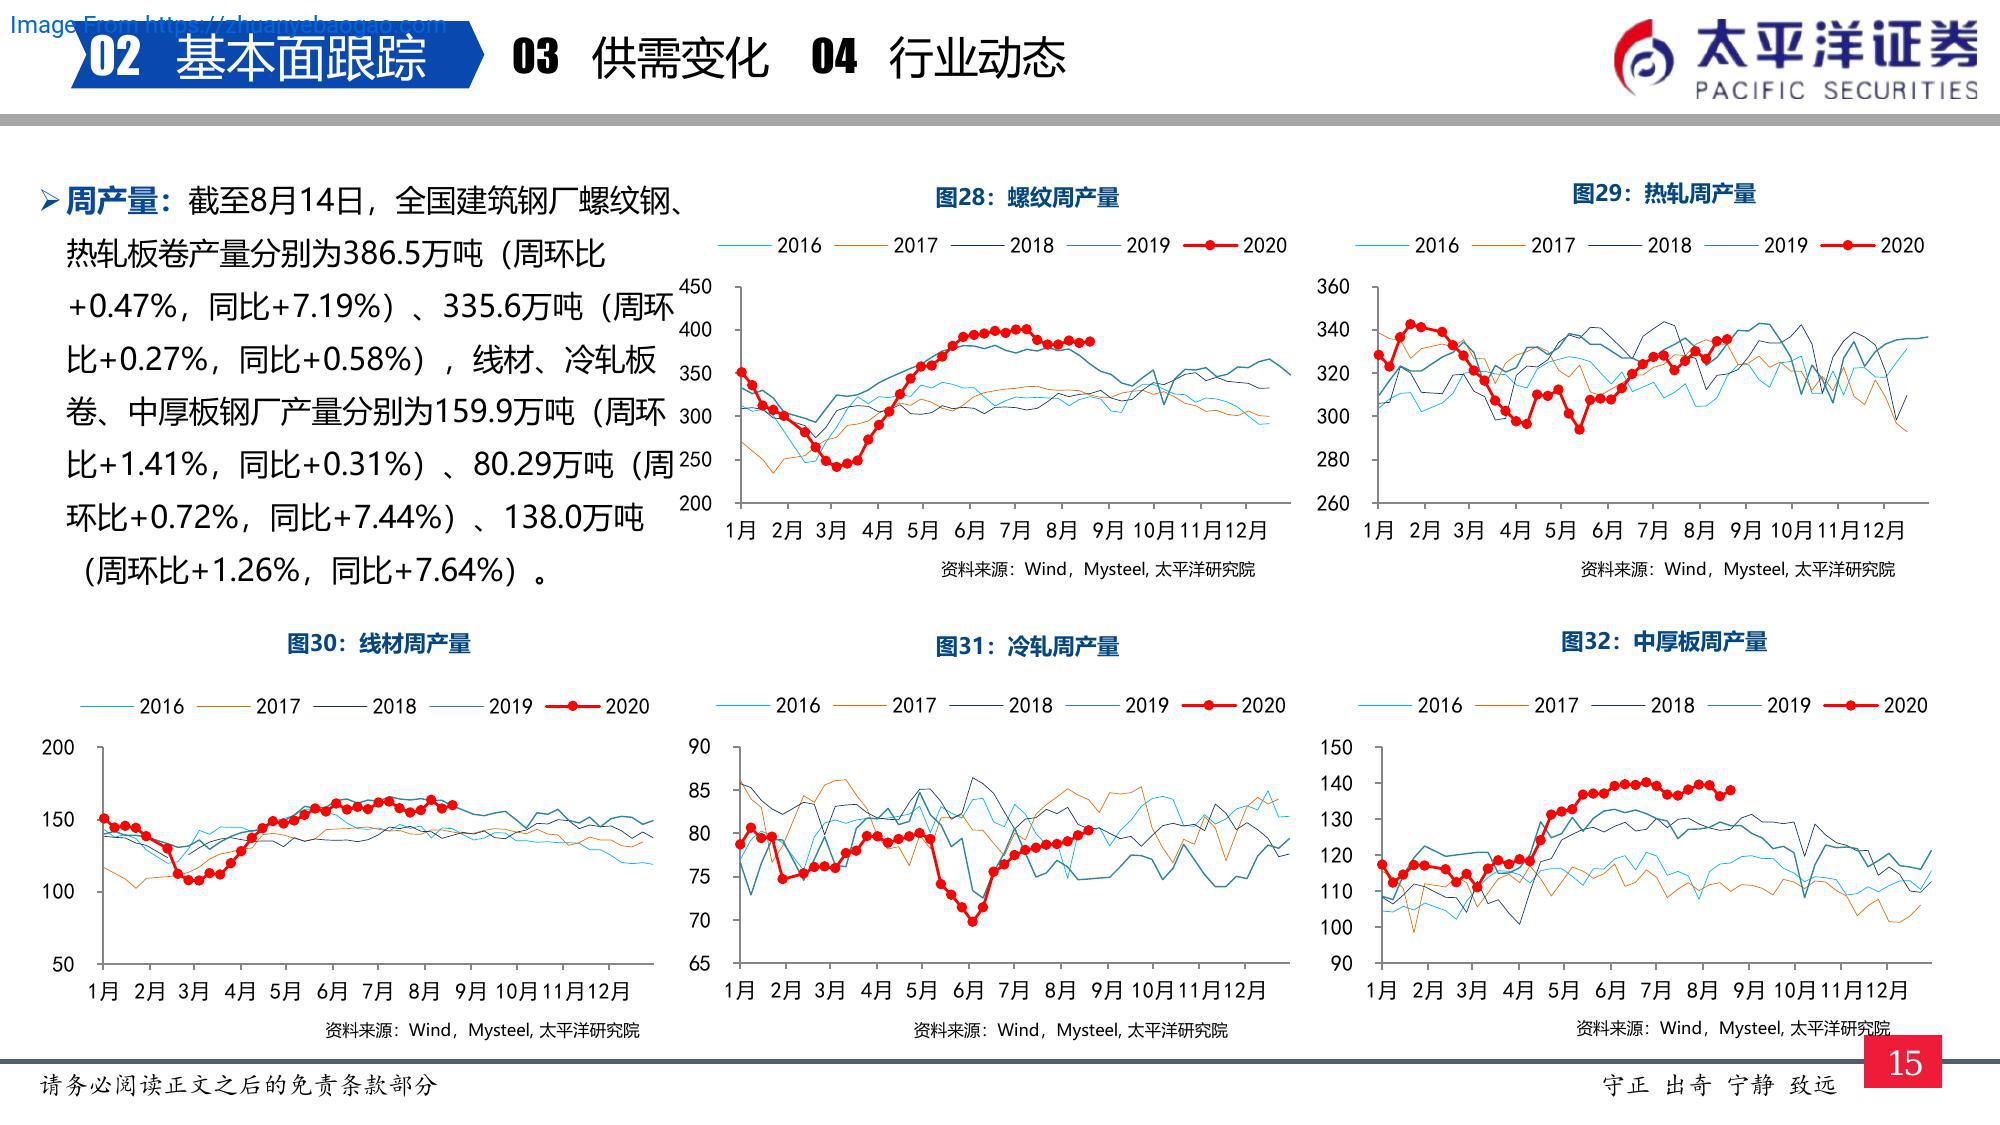 Image From https://zhuanyebaogao.com
02 基本面跟踪 03 供需变化 04 行业动态
太平洋证券
PACIFIC SECURITIES
周产量：截至8月14日，全国建筑钢厂螺纹钢、
热轧板卷产量分别为386.5万吨（周环比
+0.47%，同比+7.19%）、335.6万吨（周环
比+0.27%，同比+0.58%），线材、冷轧板
卷、中厚板钢厂产量分别为159.9万吨（周环
比+1.41%，同比+0.31%）、80.29万吨（周
环比+0.72%，同比+7.44%）、138.0万吨
（周环比+1.26%，同比+7.64%）。
图28：螺纹周产量
2016 2017 2018 2019 2020
450
400
350
300
250
200
1月 2月 3月 4月 5月 6月 7月 8月 9月 10月 11月 12月
资料来源：Wind，Mysteel, 太平洋研究院
图29：热轧周产量
2016 2017 2018 2019 2020
360
340
320
300
280
260
1月 2月 3月 4月 5月 6月 7月 8月 9月 10月 11月 12月
资料来源：Wind，Mysteel, 太平洋研究院
图30：线材周产量
2016 2017 2018 2019 2020
200
150
100
50
1月 2月 3月 4月 5月 6月 7月 8月 9月 10月 11月 12月
资料来源：Wind，Mysteel, 太平洋研究院
图31：冷轧周产量
2016 2017 2018 2019 2020
90
85
80
75
70
65
1月 2月 3月 4月 5月 6月 7月 8月 9月 10月 11月 12月
资料来源：Wind，Mysteel, 太平洋研究院
图32：中厚板周产量
2016 2017 2018 2019 2020
150
140
130
120
110
100
90
1月 2月 3月 4月 5月 6月 7月 8月 9月 10月 11月 12月
资料来源：Wind，Mysteel, 太平洋研究院
请务必阅读正文之后的免责条款部分
守正 出奇 宁静 致远
15